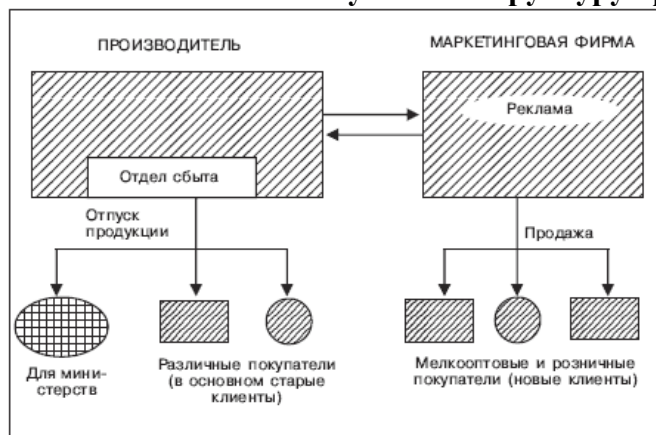 ПРОИЗВОДИТЕЛЬ
МАРКЕТИНГОВАЯ ФИРМА
Реклама
Отдел сбыта
Отпуск
продукции
Продажа
Для мини-
стерств
Различные покупатели
(в основном старые
клиенты)
Мелкооптовые и розничные
покупатели (новые клиенты)